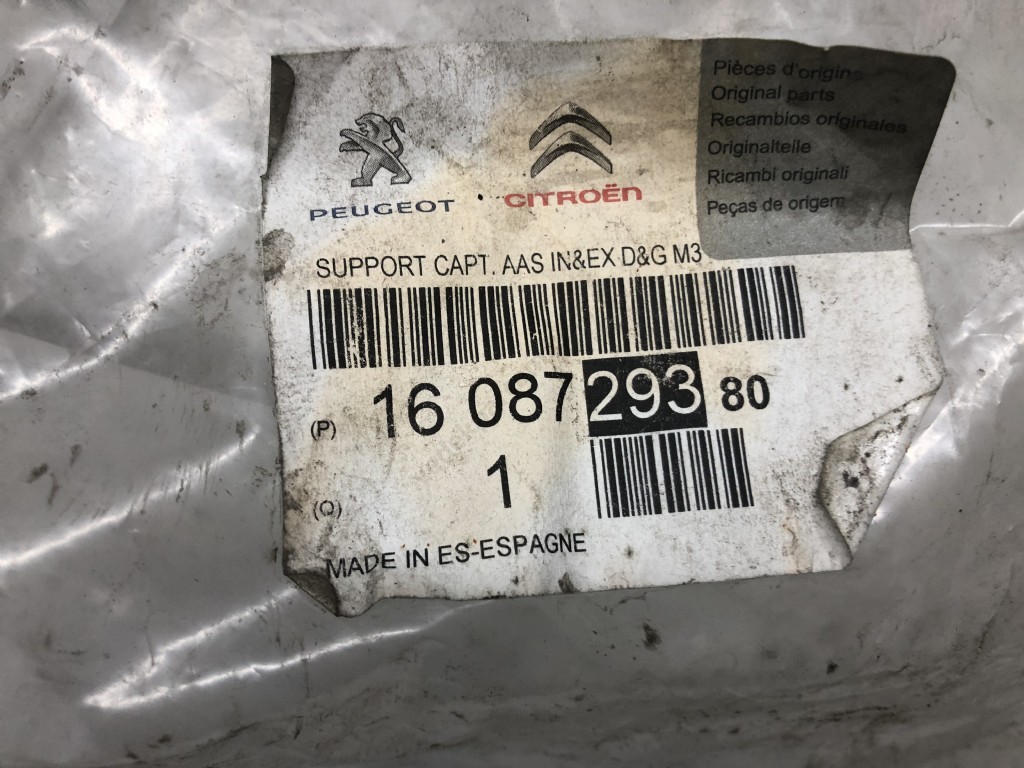 Pièces d'origine
Original parts
Recambios originales
Originalteile
Ricambi originali
Peças de origem
PEUGEOT
CITROËN
SUPPORT CAPT. AAS IN&EX D&G M3
(P) 16 087 293 80
(Q) 1
MADE IN ES-ESPAGNE